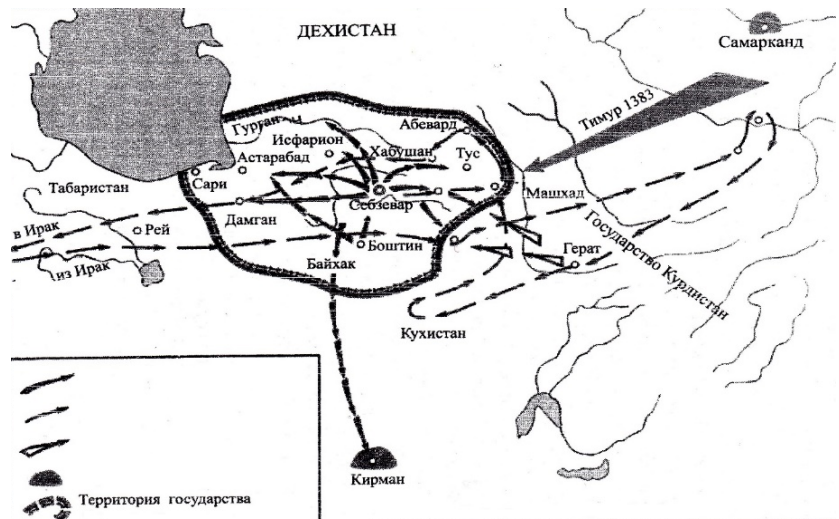 ДЕХИСТАН
Самарканд
Тимур 1383
Гурган
Абевард
Исфарион
Хабушан
Астарабад
Тус
Сари
Табаристан
Машхад
Себзевар
Дамган
в Ирак
Рей
Боштин
Государство Курдистан
Герат
из Ирак
Байхак
Кухистан
Кирман
Территория государства